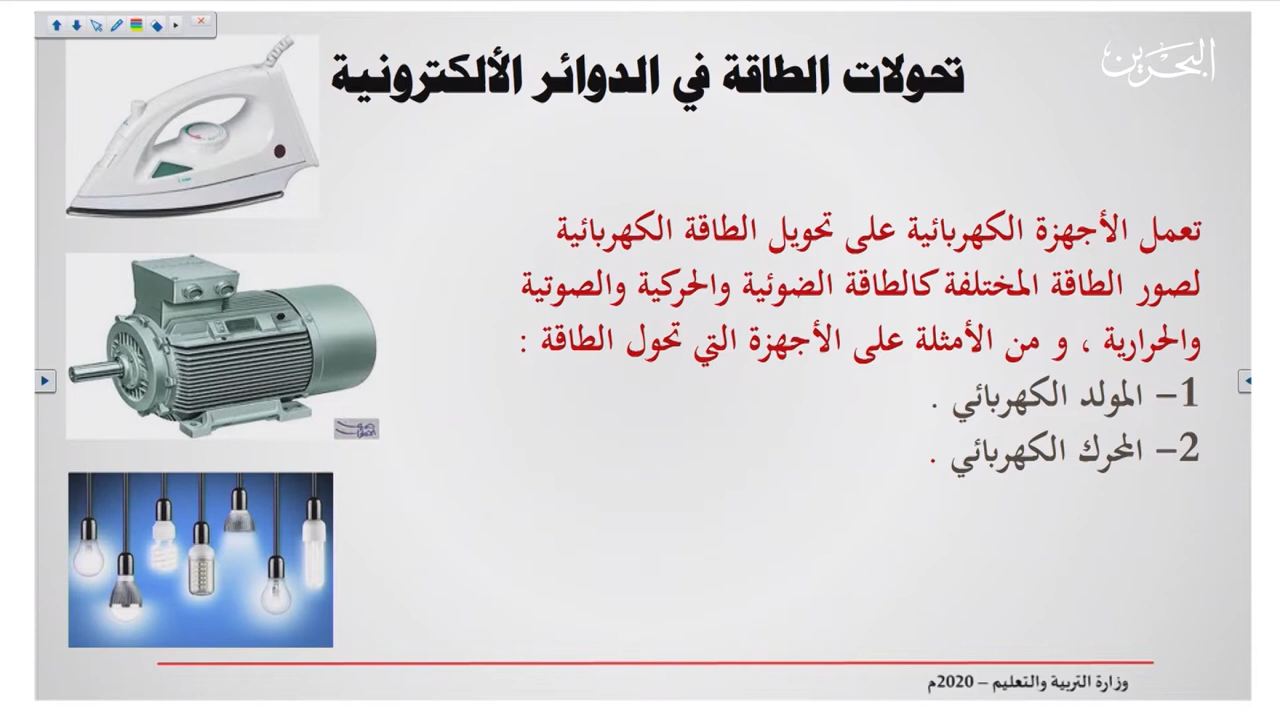 البحرين
تحولات الطاقة في الدوائر الألكترونية
تعمل الأجهزة الكهربائية على تحويل الطاقة الكهربائية
لصور الطاقة المختلفة كالطاقة الضوئية والحركية والصوتية
والحرارية ، و من الأمثلة على الأجهزة التي تحول الطاقة :
1– المولد الكهربائي .
2– المحرك الكهربائي .
وزارة التربية والتعليم – 2020م